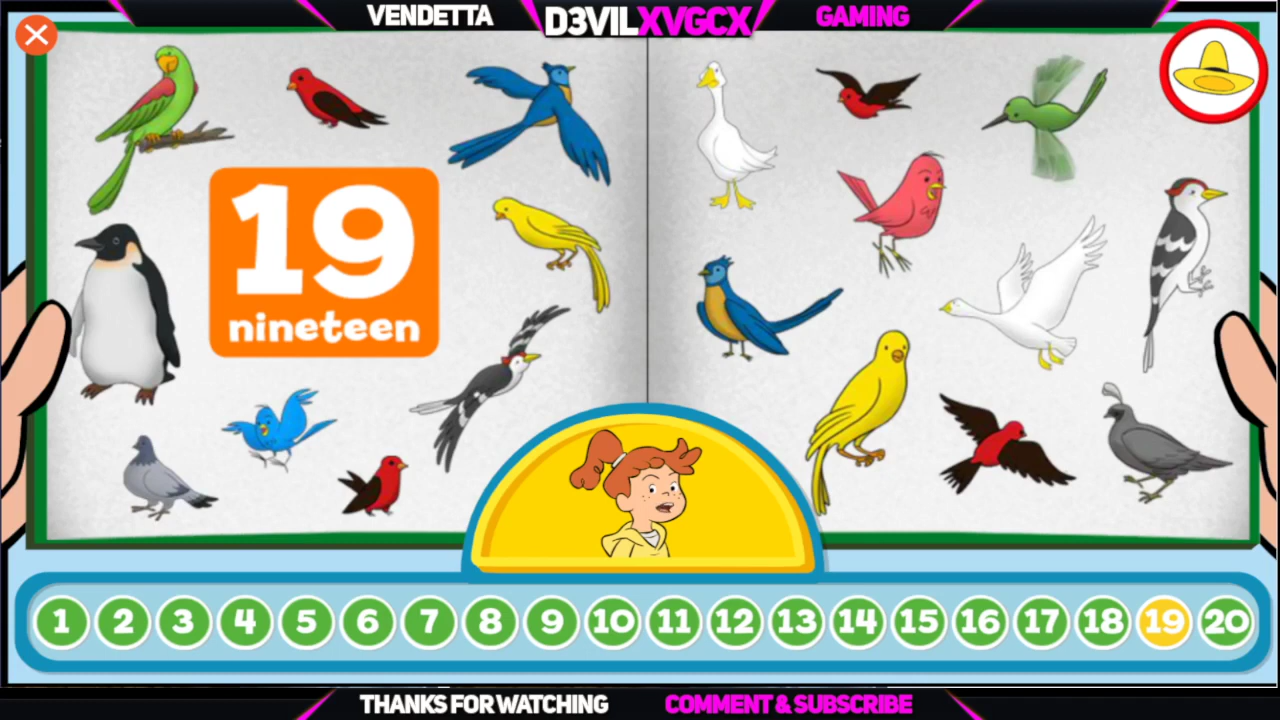 VENDETTA D3VILXVGCX GAMING
19
nineteen
1 2 3 4 5 6 7 8 9 10 11 12 13 14 15 16 17 18 19 20
THANKS FOR WATCHING COMMENT & SUBSCRIBE